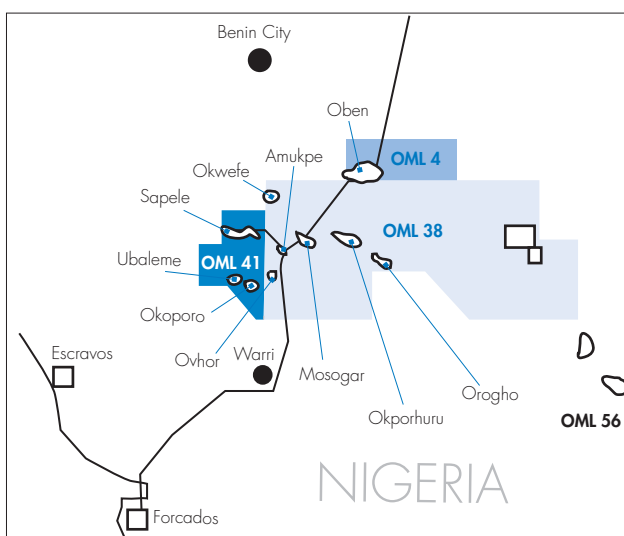 Benin City
Oben
Amukpe
OML 4
Okwefe
Sapele
OML 38
Ubaleme
OML 41
Okoporo
Ovhor
Escravos
Warri
Mosogar
Orogho
Okporhuru
OML 56
NIGERIA
Forcados